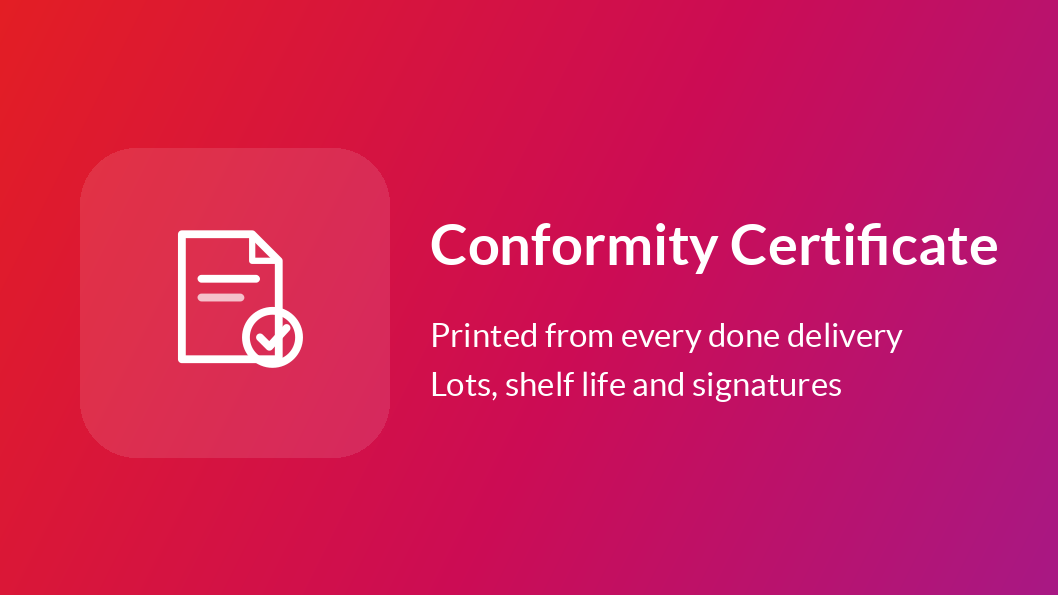 Conformity Certificate
Printed from every done delivery
Lots, shelf life and signatures